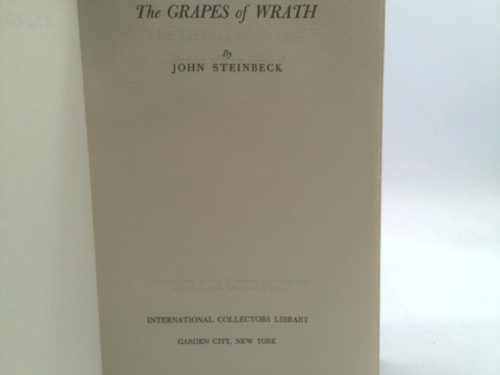 The GRAPES of WRATH
By
JOHN STEINBECK
INTERNATIONAL COLLECTORS LIBRARY
GARDEN CITY, NEW YORK